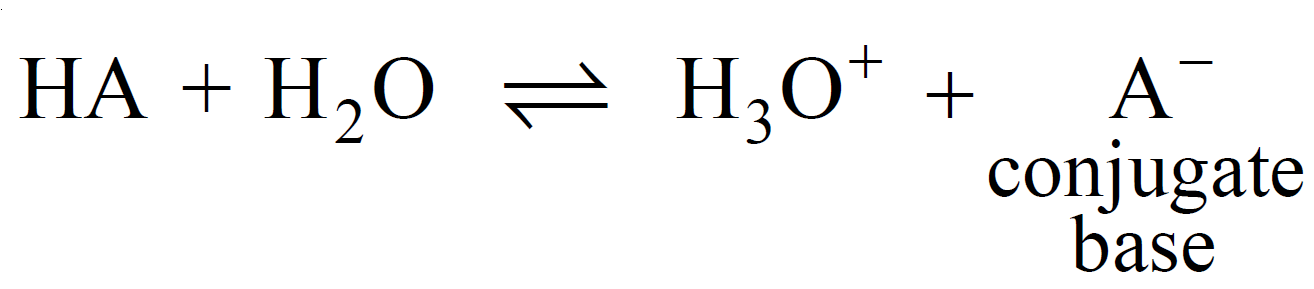 HA + H₂O ⇌ H₃O⁺ + A⁻
conjugate
base